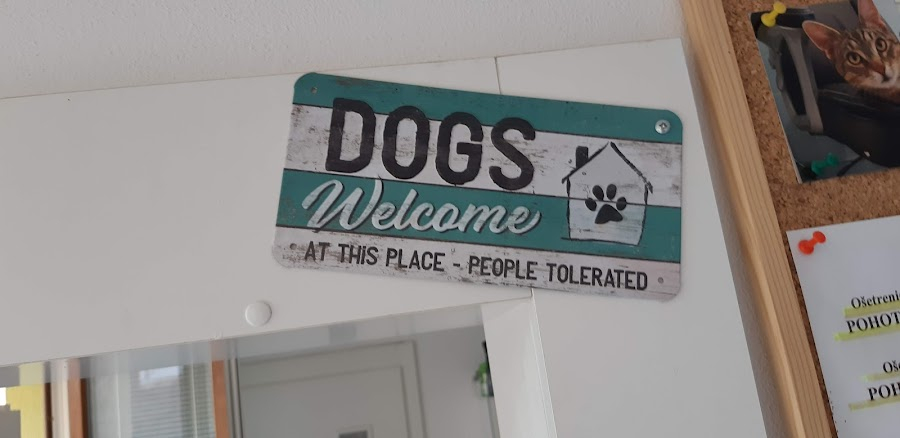 DOGS
Welcome
AT THIS PLACE - PEOPLE TOLERATED